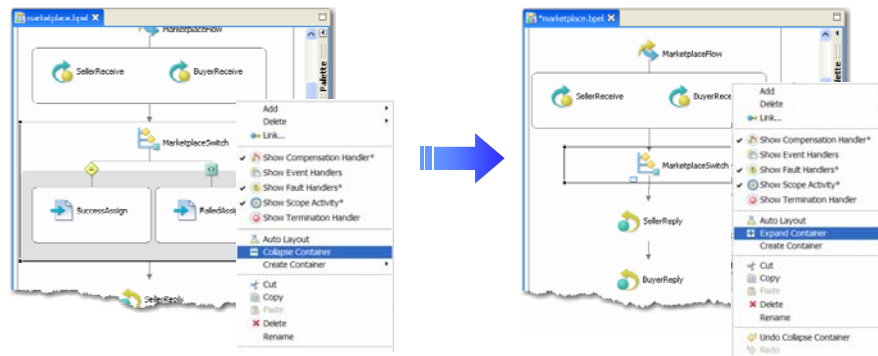 marketplace.bpel
MarketplaceFlow
Palette
SellerReceive
BuyerReceive
MarketplaceSwitch
SuccessAssign
FailedAssig
SellerReply
Add
Delete
Link...
Show Compensation Handler*
Show Event Handlers
Show Fault Handlers*
Show Scope Activity*
Show Termination Handler
Auto Layout
Collapse Container
Create Container
Cut
Copy
Paste
Delete
Rename
*marketplace.bpel
MarketplaceFlow
Palette
SellerReceive
BuyerRece
MarketplaceSwitch
SellerReply
BuyerReply
Add
Delete
Link...
Show Compensation Handler*
Show Event Handlers
Show Fault Handlers*
Show Scope Activity*
Show Termination Handler
Auto Layout
Expand Container
Create Container
Cut
Copy
Paste
Delete
Rename
Undo Collapse Container
Redo